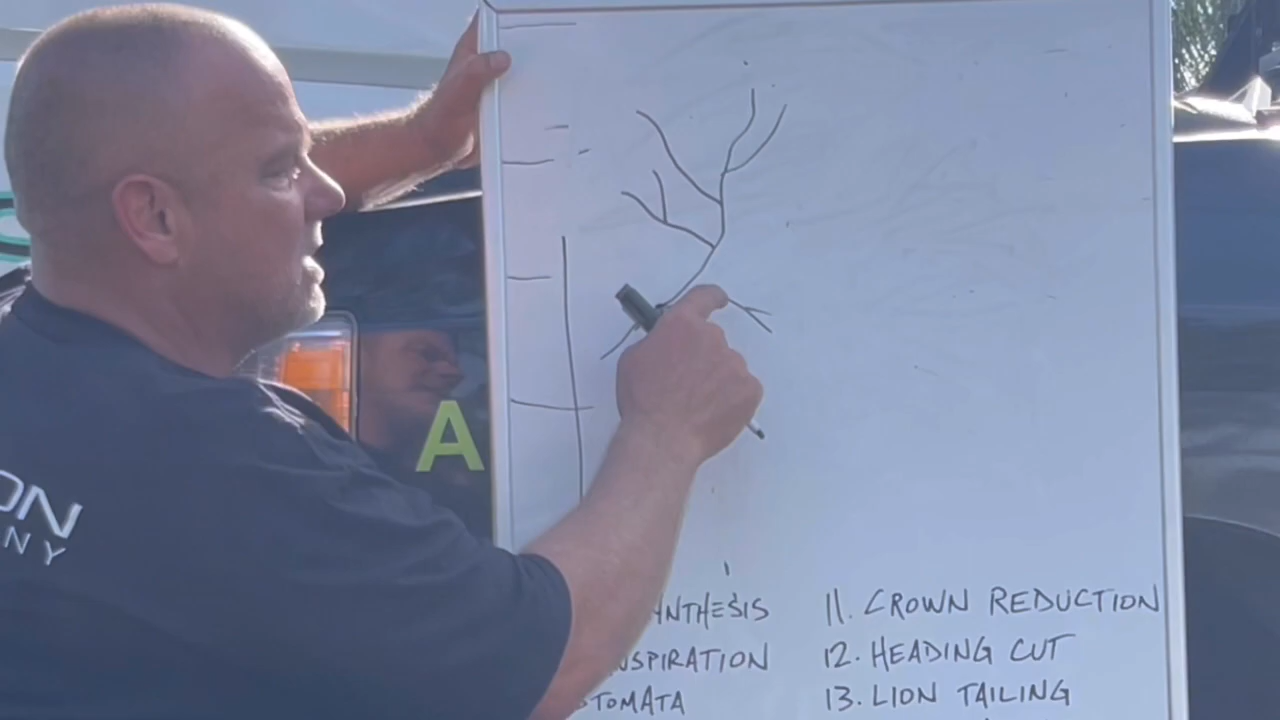 A
ON
NY
NTHESIS
NSPIRATION
TOMATA
11. CROWN REDUCTION
12. HEADING CUT
13. LION TAILING